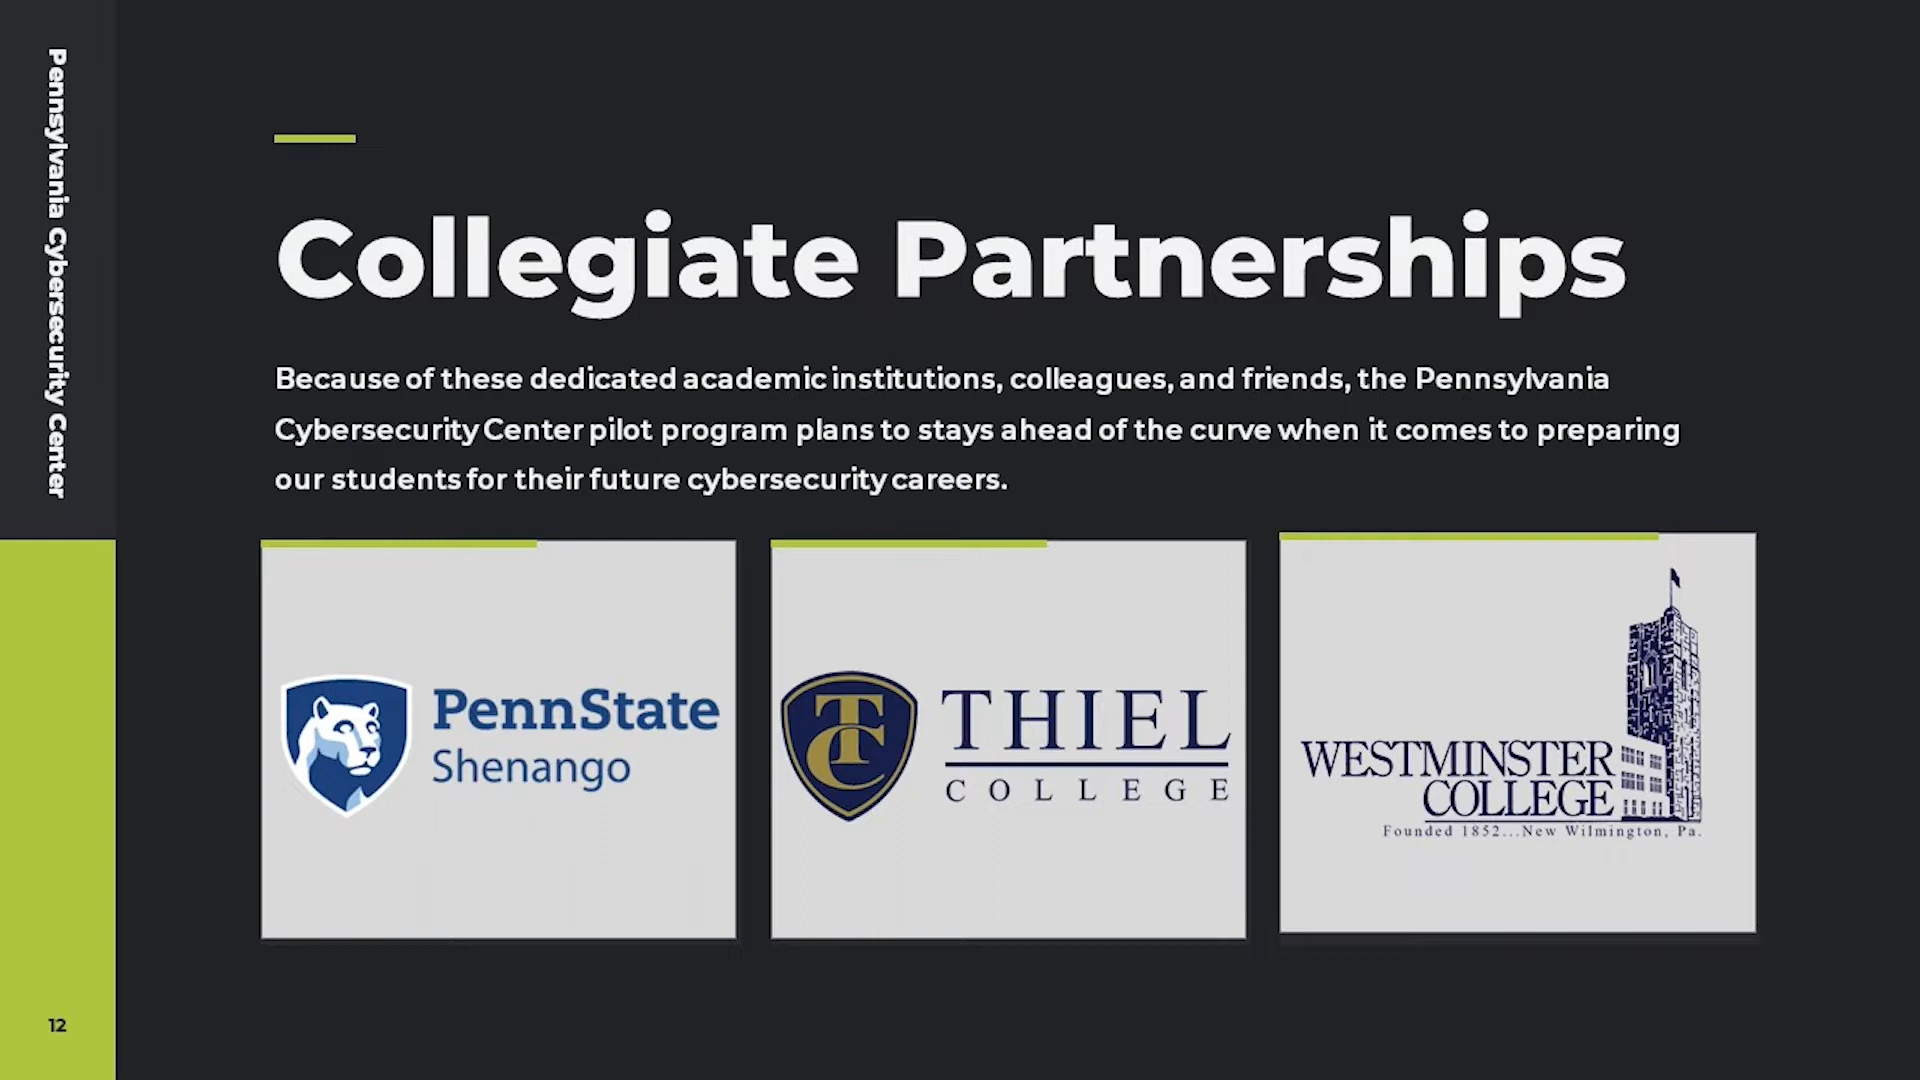 Pennsylvania Cybersecurity Center
Collegiate Partnerships
Because of these dedicated academic institutions, colleagues, and friends, the Pennsylvania
Cybersecurity Center pilot program plans to stays ahead of the curve when it comes to preparing
our students for their future cybersecurity careers.
PennState
Shenango
TC
THIEL
COLLEGE
WESTMINSTER
COLLEGE
Founded 1852...New Wilmington, Pa.
12